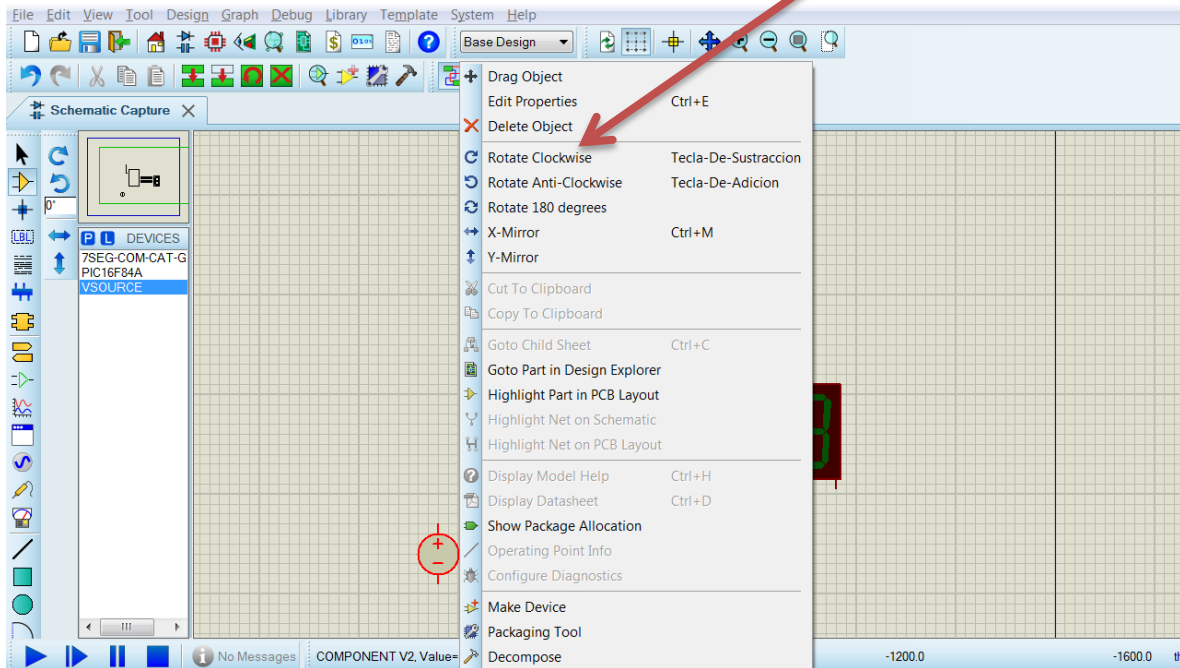 File Edit View Tool Design Graph Debug Library Template System Help
Base Design
Schematic Capture
Drag Object
Edit Properties Ctrl+E
Delete Object
Rotate Clockwise Tecla-De-Sustraccion
Rotate Anti-Clockwise Tecla-De-Adicion
Rotate 180 degrees
X-Mirror Ctrl+M
Y-Mirror
Cut To Clipboard
Copy To Clipboard
Goto Child Sheet Ctrl+C
Goto Part in Design Explorer
Highlight Part in PCB Layout
Highlight Net on Schematic
Highlight Net on PCB Layout
Display Model Help Ctrl+H
Display Datasheet Ctrl+D
Show Package Allocation
Operating Point Info
Configure Diagnostics
Make Device
Packaging Tool
Decompose
0°
LBL
P L DEVICES
7SEG-COM-CAT-G
PIC16F84A
VSOURCE
No Messages COMPONENT V2, Value= -1200.0 -1600.0 th